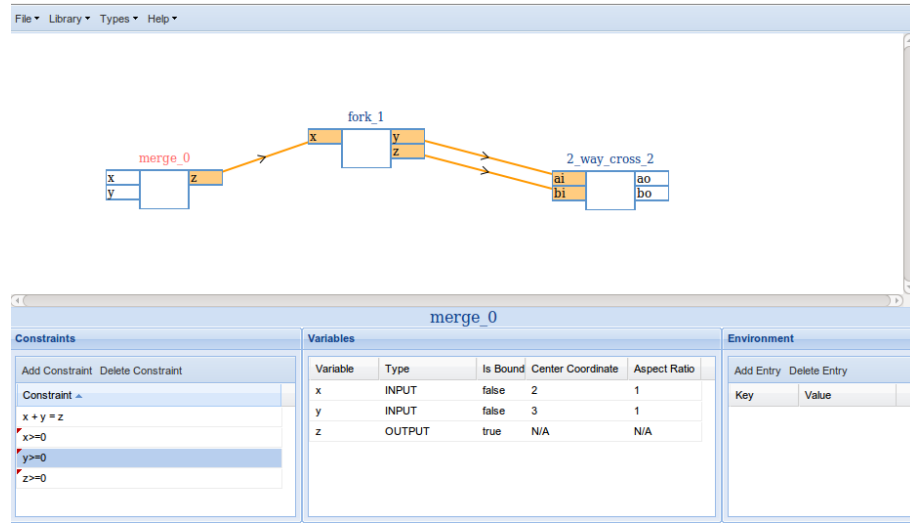 File Library Types Help
fork_1
x y
z
merge_0
x z
y
2_way_cross_2
ai ao
bi bo
merge_0
Constraints Variables Environment
Add Constraint Delete Constraint
Constraint
x + y = z
x>=0
y>=0
z>=0
Variable Type Is Bound Center Coordinate Aspect Ratio
x INPUT false 2 1
y INPUT false 3 1
z OUTPUT true N/A N/A
Add Entry Delete Entry
Key Value